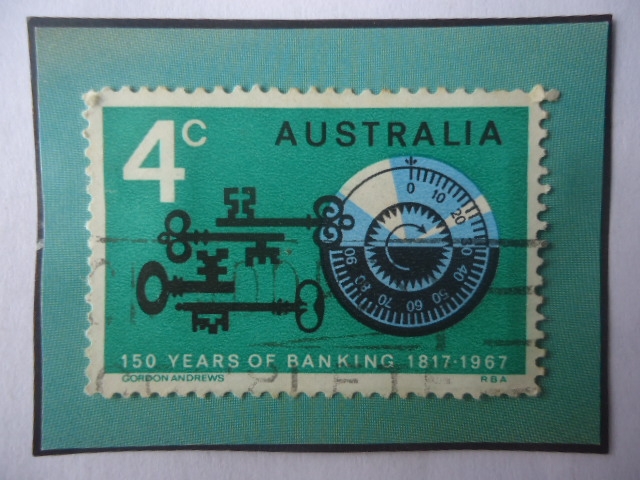 4c AUSTRALIA
0 10 20 30 40 50 60 70 80 90
150 YEARS OF BANKING 1817·1967
GORDON ANDREWS RBA